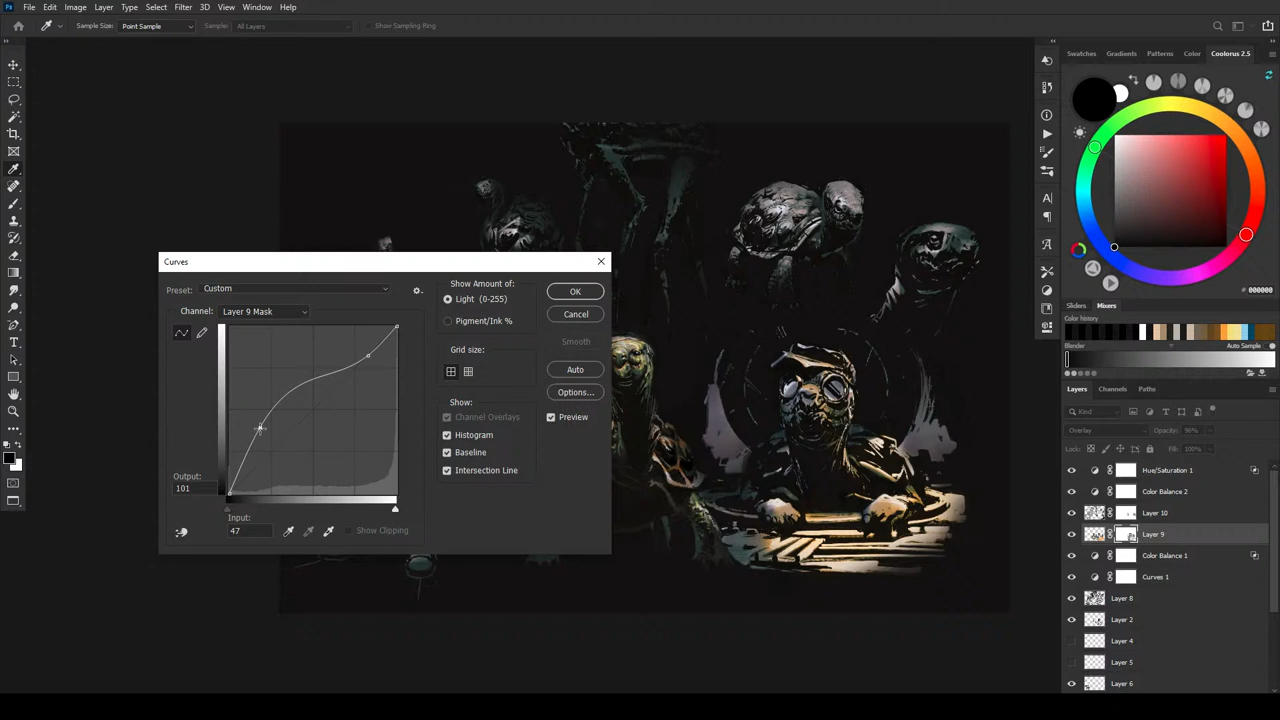 Ps File Edit Image Layer Type Select Filter 3D View Window Help
Sample Size: Point Sample Sample: All Layers Show Sampling Ring
Swatches Gradients Patterns Color Coolorus 2.5
000000
Sliders Mixers
Color history
Blender Auto Sample
Layers Channels Paths
Kind
Overlay Opacity: 96%
Lock: Fill: 100%
Hue/Saturation 1
Color Balance 2
Layer 10
Layer 9
Color Balance 1
Curves 1
Layer 8
Layer 2
Layer 4
Layer 5
Layer 6
Curves
Preset: Custom
Channel: Layer 9 Mask
Output:
101
Input:
47
Show Clipping
Show Amount of:
Light (0-255)
Pigment/Ink %
Grid size:
Show:
Channel Overlays
Histogram
Baseline
Intersection Line
OK
Cancel
Smooth
Auto
Options...
Preview